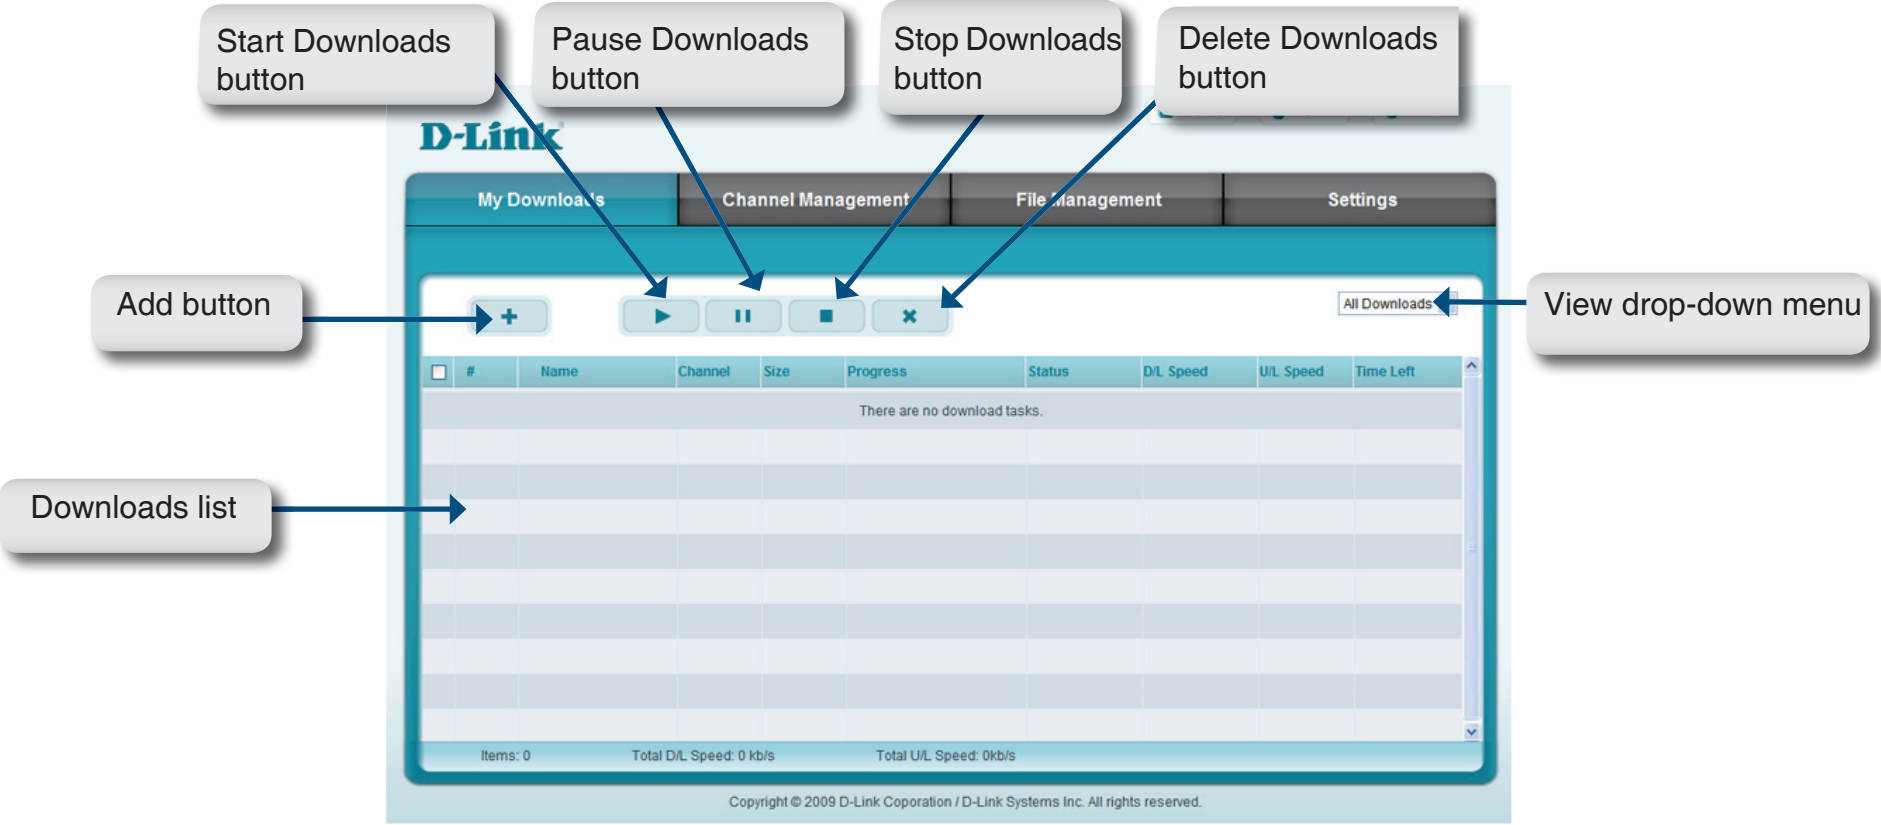 Start Downloads
button
Pause Downloads
button
Stop Downloads
button
Delete Downloads
button
D-Link
My Downloads
Channel Management
File Management
Settings
Add button
All Downloads
View drop-down menu
#
Name
Channel
Size
Progress
Status
D/L Speed
U/L Speed
Time Left
There are no download tasks.
Downloads list
Items: 0
Total D/L Speed: 0 kb/s
Total U/L Speed: 0kb/s
Copyright © 2009 D-Link Coporation / D-Link Systems Inc. All rights reserved.